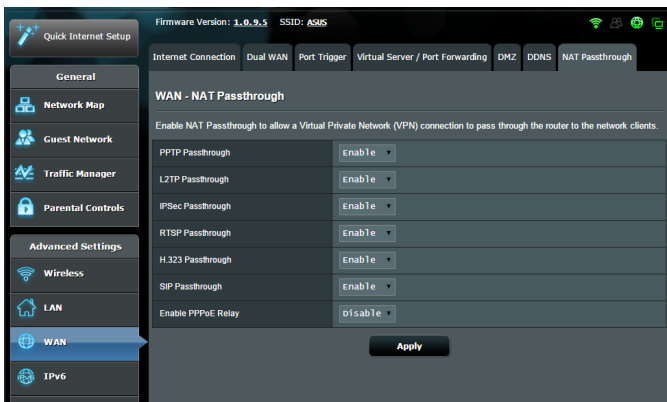 Quick Internet Setup
General
Network Map
Guest Network
Traffic Manager
Parental Controls
Advanced Settings
Wireless
LAN
WAN
IPv6
Firmware Version: 1.0.9.5 SSID: ASUS
Internet Connection Dual WAN Port Trigger Virtual Server / Port Forwarding DMZ DDNS NAT Passthrough
WAN - NAT Passthrough
Enable NAT Passthrough to allow a Virtual Private Network (VPN) connection to pass through the router to the network clients.
PPTP Passthrough Enable
L2TP Passthrough Enable
IPSec Passthrough Enable
RTSP Passthrough Enable
H.323 Passthrough Enable
SIP Passthrough Enable
Enable PPPoE Relay Disable
Apply